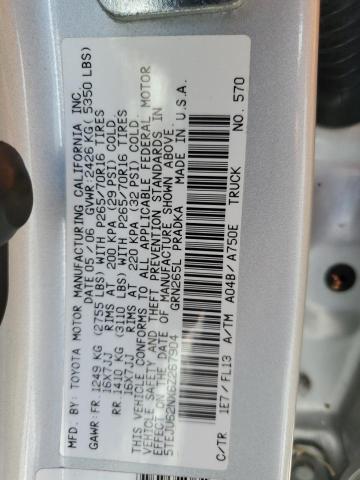 MFD. BY: TOYOTA MOTOR MANUFACTURING CALIFORNIA INC.
DATE 05 / 06 GVWR: 2426 KG ( 5350 LBS)
GAWR: FR 1249 KG (2755 LBS) WITH P265/70R16 TIRES
16X7JJ RIMS AT 200 KPA (29 PSI) COLD.
RR 1410 KG (3110 LBS) WITH P265/70R16 TIRES
16X7JJ RIMS AT 220 KPA (32 PSI) COLD.
THIS VEHICLE CONFORMS TO ALL APPLICABLE FEDERAL MOTOR
VEHICLE SAFETY AND THEFT PREVENTION STANDARDS IN
EFFECT ON THE DATE OF MANUFACTURE SHOWN ABOVE.
5TEJU62NX6Z267904 GRN265L PRADKA MADE IN U.S.A.
C/TR 1E7 / FL13 A/TM A04B / A750E TRUCK NO. 570